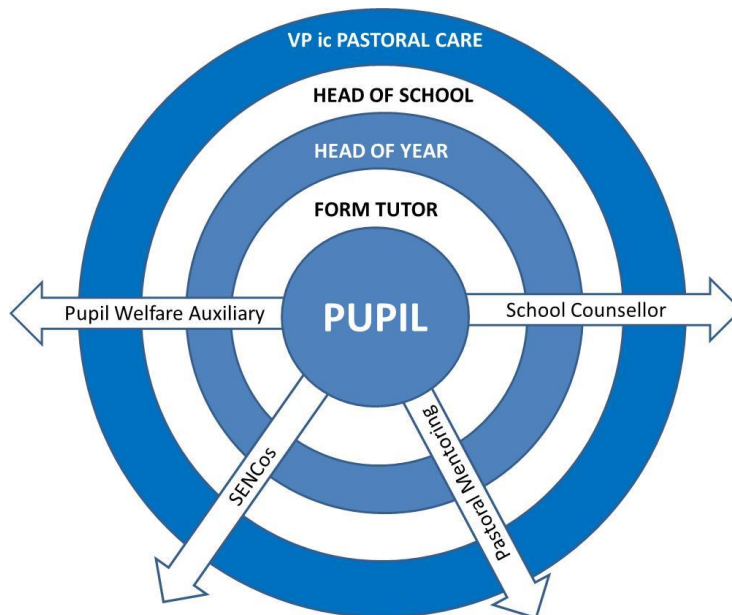 VP ic PASTORAL CARE
HEAD OF SCHOOL
HEAD OF YEAR
FORM TUTOR
PUPIL
Pupil Welfare Auxiliary
School Counsellor
SENCos
Pastoral Mentoring